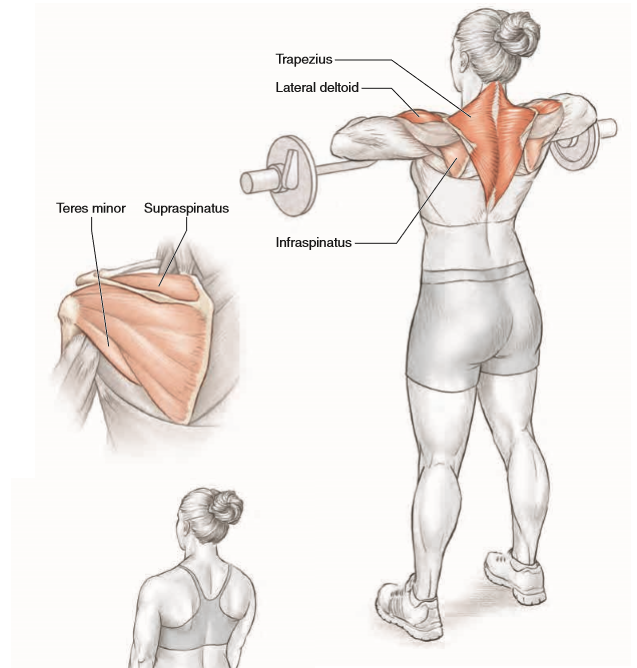 Trapezius
Lateral deltoid
Teres minor
Supraspinatus
Infraspinatus